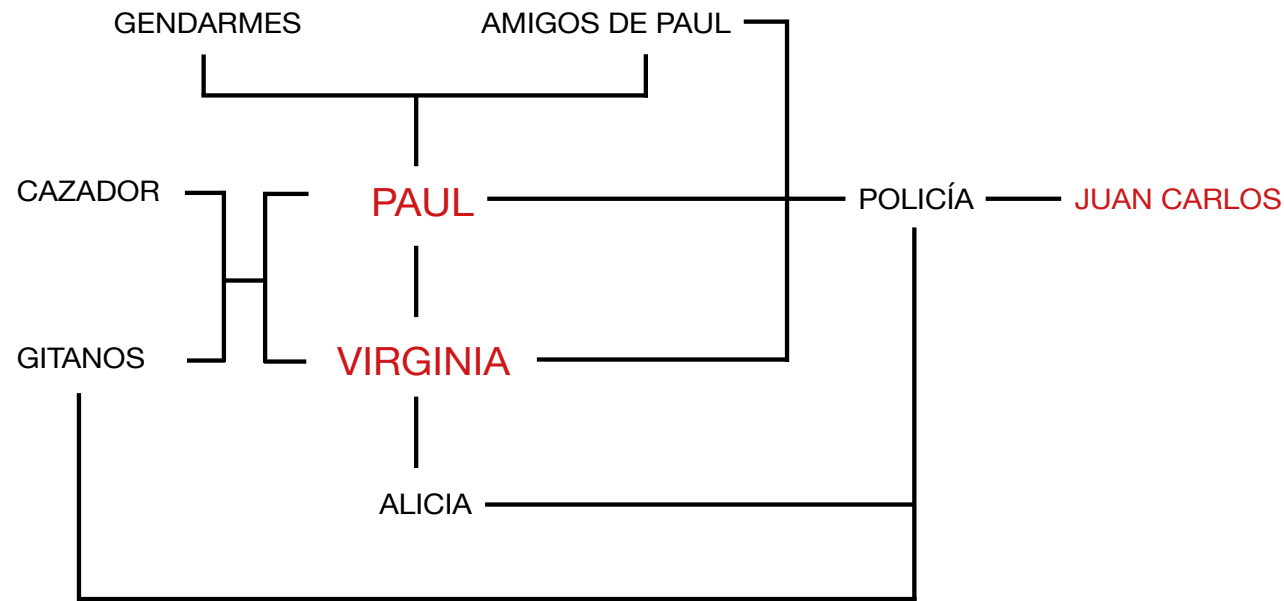 GENDARMES
AMIGOS DE PAUL
CAZADOR
PAUL
POLICÍA
JUAN CARLOS
GITANOS
VIRGINIA
ALICIA